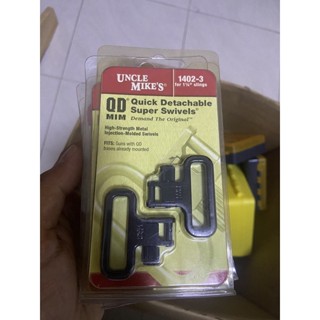 UNCLE
MIKE'S®
1402-3
for 1¼" slings
QD®
MIM
Quick Detachable
Super Swivels®
Demand The Original™
High-Strength Metal
Injection-Molded Swivels
FITS: Guns with QD
bases already mounted